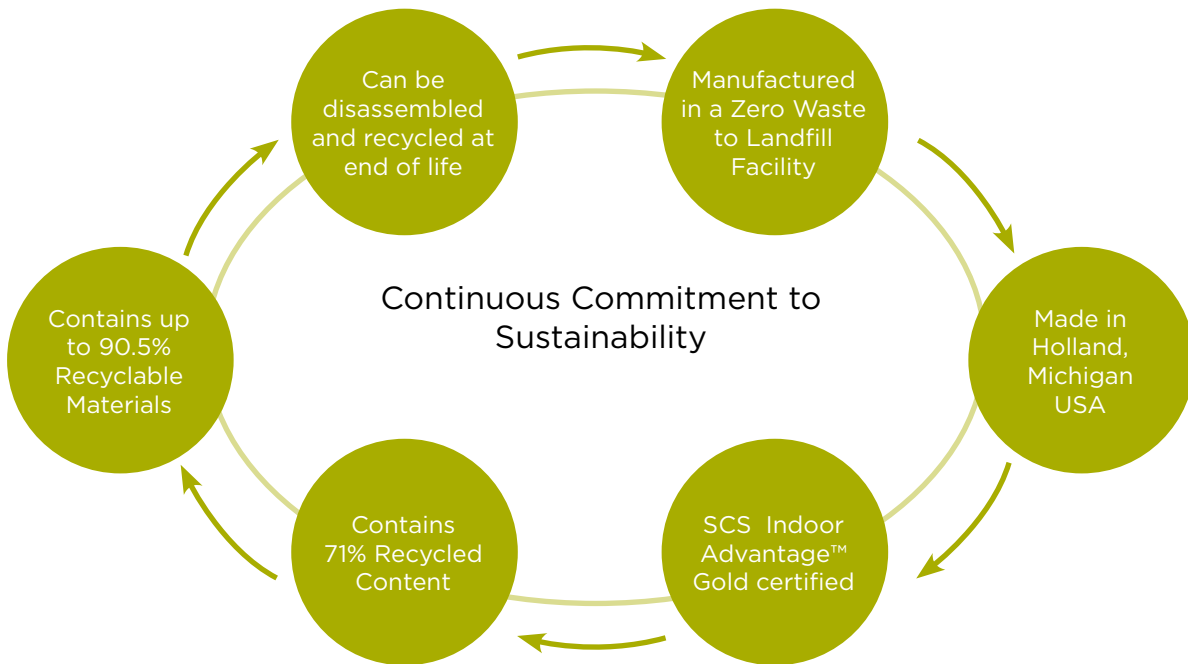 Can be
disassembled
and recycled at
end of life
Manufactured
in a Zero Waste
to Landfill
Facility
Continuous Commitment to
Sustainability
Contains up
to 90.5%
Recyclable
Materials
Made in
Holland,
Michigan
USA
Contains
71% Recycled
Content
SCS Indoor
Advantage™
Gold certified